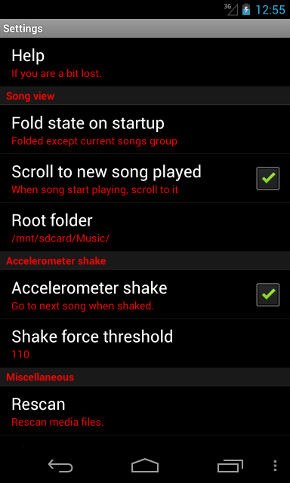 3G 12:55
Settings
Help
If you are a bit lost.
Song view
Fold state on startup
Folded except current songs group
Scroll to new song played
When song start playing, scroll to it
Root folder
/mnt/sdcard/Music/
Accelerometer shake
Accelerometer shake
Go to next song when shaked.
Shake force threshold
110
Miscellaneous
Rescan
Rescan media files.